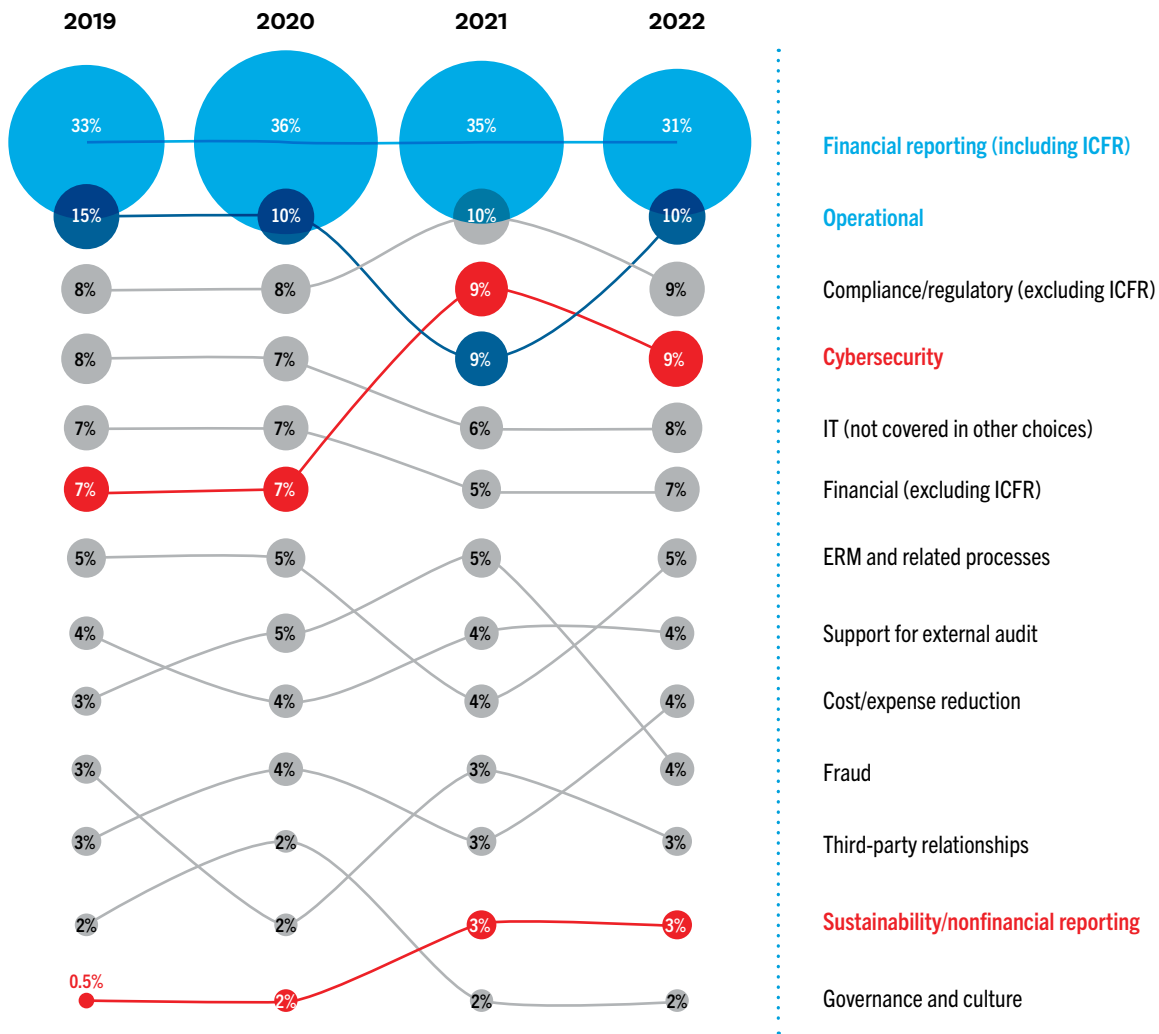 2019 2020 2021 2022
33% 36% 35% 31% Financial reporting (including ICFR)
15% 10% 10% 10% Operational
8% 8% 9% 9% Compliance/regulatory (excluding ICFR)
8% 7% 9% 9% Cybersecurity
7% 7% 6% 8% IT (not covered in other choices)
7% 7% 5% 7% Financial (excluding ICFR)
5% 5% 5% 5% ERM and related processes
4% 5% 4% 4% Support for external audit
3% 4% 4% 4% Cost/expense reduction
3% 4% 3% 4% Fraud
3% 2% 3% 3% Third-party relationships
2% 2% 3% 3% Sustainability/nonfinancial reporting
0.5% 2% 2% 2% Governance and culture